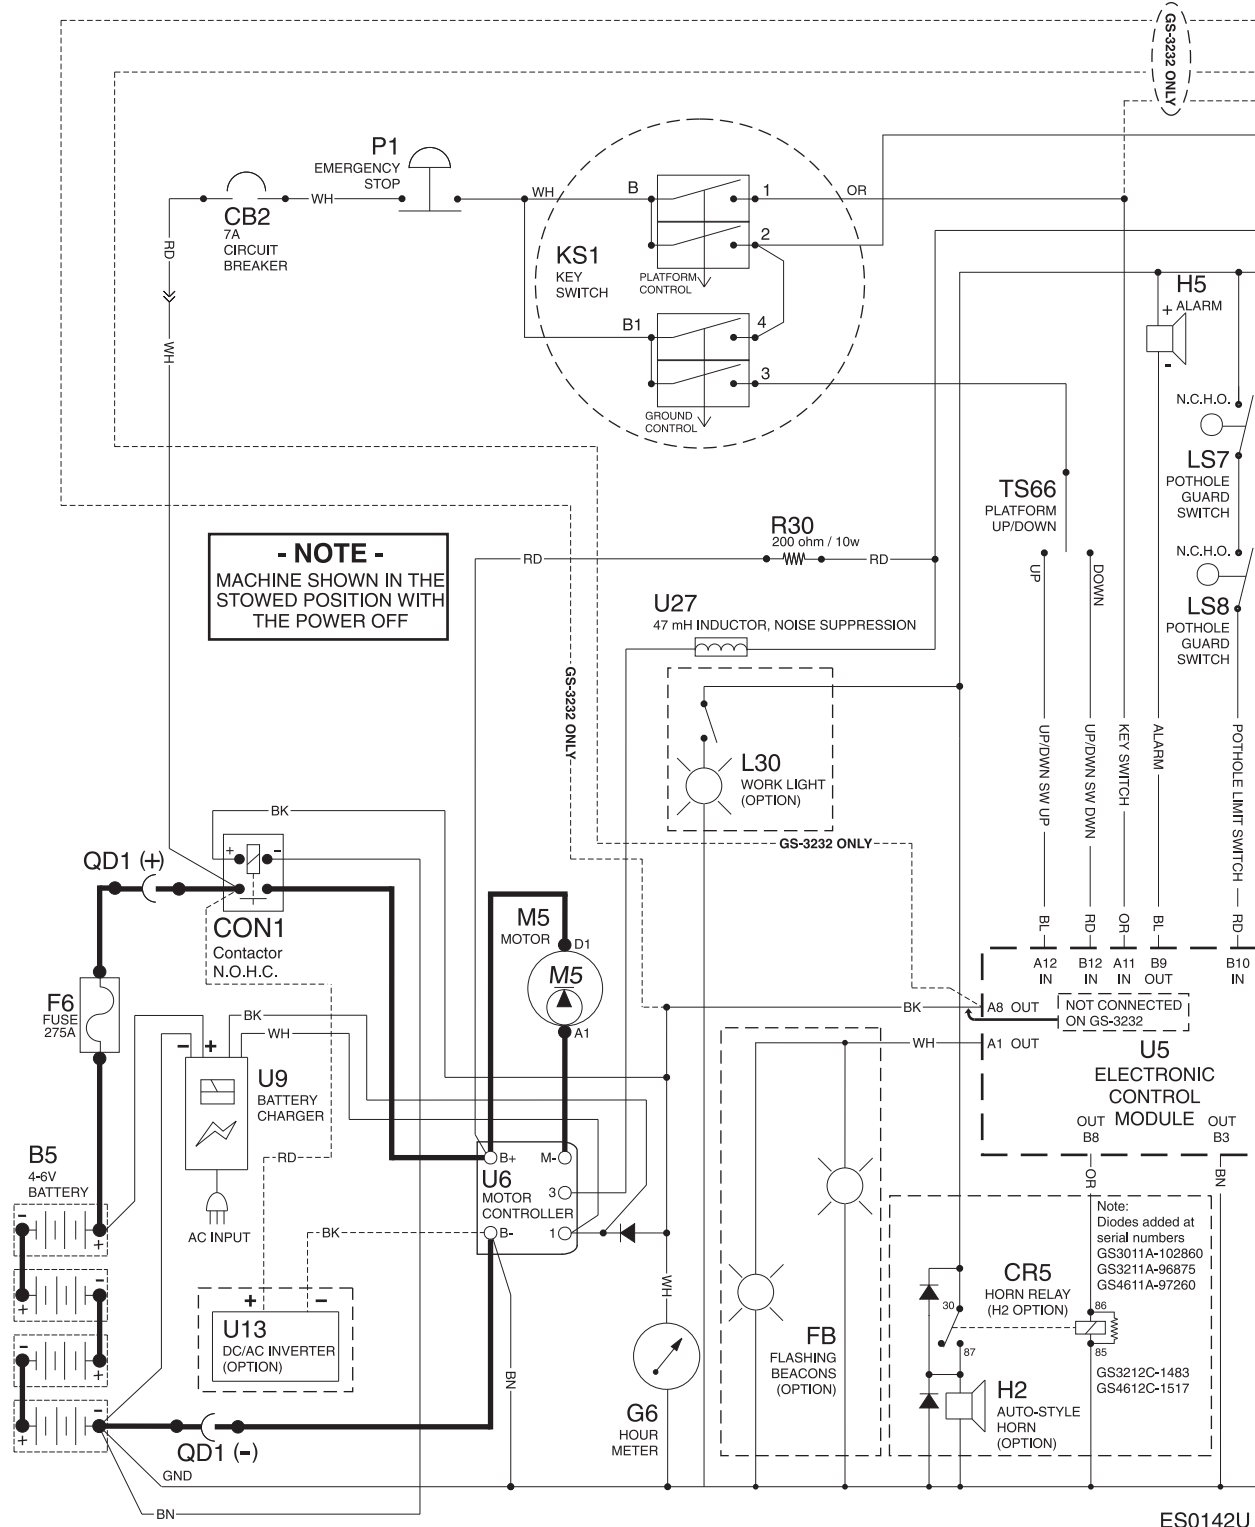 GS-3232 ONLY
P1
EMERGENCY
STOP
WH
CB2
7A
CIRCUIT
BREAKER
RD
WH
WH
B
1
OR
2
KS1
KEY
SWITCH
PLATFORM
CONTROL
B1
4
3
GROUND
CONTROL
H5
ALARM
+
-
N.C.H.O.
LS7
POTHOLE
GUARD
SWITCH
N.C.H.O.
LS8
POTHOLE
GUARD
SWITCH
TS66
PLATFORM
UP/DOWN
UP
DOWN
R30
200 ohm / 10w
RD
RD
- NOTE -
MACHINE SHOWN IN THE
STOWED POSITION WITH
THE POWER OFF
U27
47 mH INDUCTOR, NOISE SUPPRESSION
GS-3232 ONLY
L30
WORK LIGHT
(OPTION)
GS-3232 ONLY
UP/DWN SW UP
UP/DWN SW DWN
KEY SWITCH
ALARM
POTHOLE LIMIT SWITCH
BL
RD
OR
BL
RD
BK
+
-
QD1 (+)
CON1
Contactor
N.O.H.C.
M5
MOTOR
D1
M5
A1
F6
FUSE
275A
BK
WH
- +
U9
BATTERY
CHARGER
AC INPUT
RD
BK
B5
4-6V
BATTERY
- +
+ -
- +
+ -
B+
M-
U6
MOTOR
CONTROLLER
3
1
B-
+ -
U13
DC/AC INVERTER
(OPTION)
QD1 (-)
GND
BN
BN
WH
G6
HOUR
METER
A12
IN
B12
IN
A11
IN
B9
OUT
B10
IN
BK
A8 OUT
NOT CONNECTED
ON GS-3232
WH
A1 OUT
U5
ELECTRONIC
CONTROL
MODULE
OUT
B8
OUT
B3
OR
BN
FB
FLASHING
BEACONS
(OPTION)
Note:
Diodes added at
serial numbers
GS3011A-102860
GS3211A-96875
GS4611A-97260
CR5
HORN RELAY
(H2 OPTION)
30
87
86
85
GS3212C-1483
GS4612C-1517
H2
AUTO-STYLE
HORN
(OPTION)
ES0142U